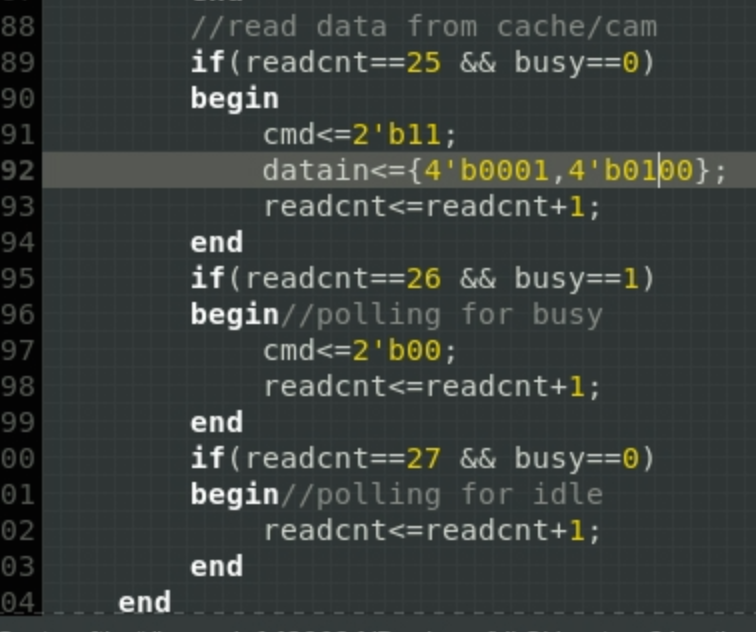 88 //read data from cache/cam
89 if(readcnt==25 && busy==0)
90 begin
91 cmd<=2'b11;
92 datain<={4'b0001,4'b0100};
93 readcnt<=readcnt+1;
94 end
95 if(readcnt==26 && busy==1)
96 begin//polling for busy
97 cmd<=2'b00;
98 readcnt<=readcnt+1;
99 end
00 if(readcnt==27 && busy==0)
01 begin//polling for idle
02 readcnt<=readcnt+1;
03 end
04 end